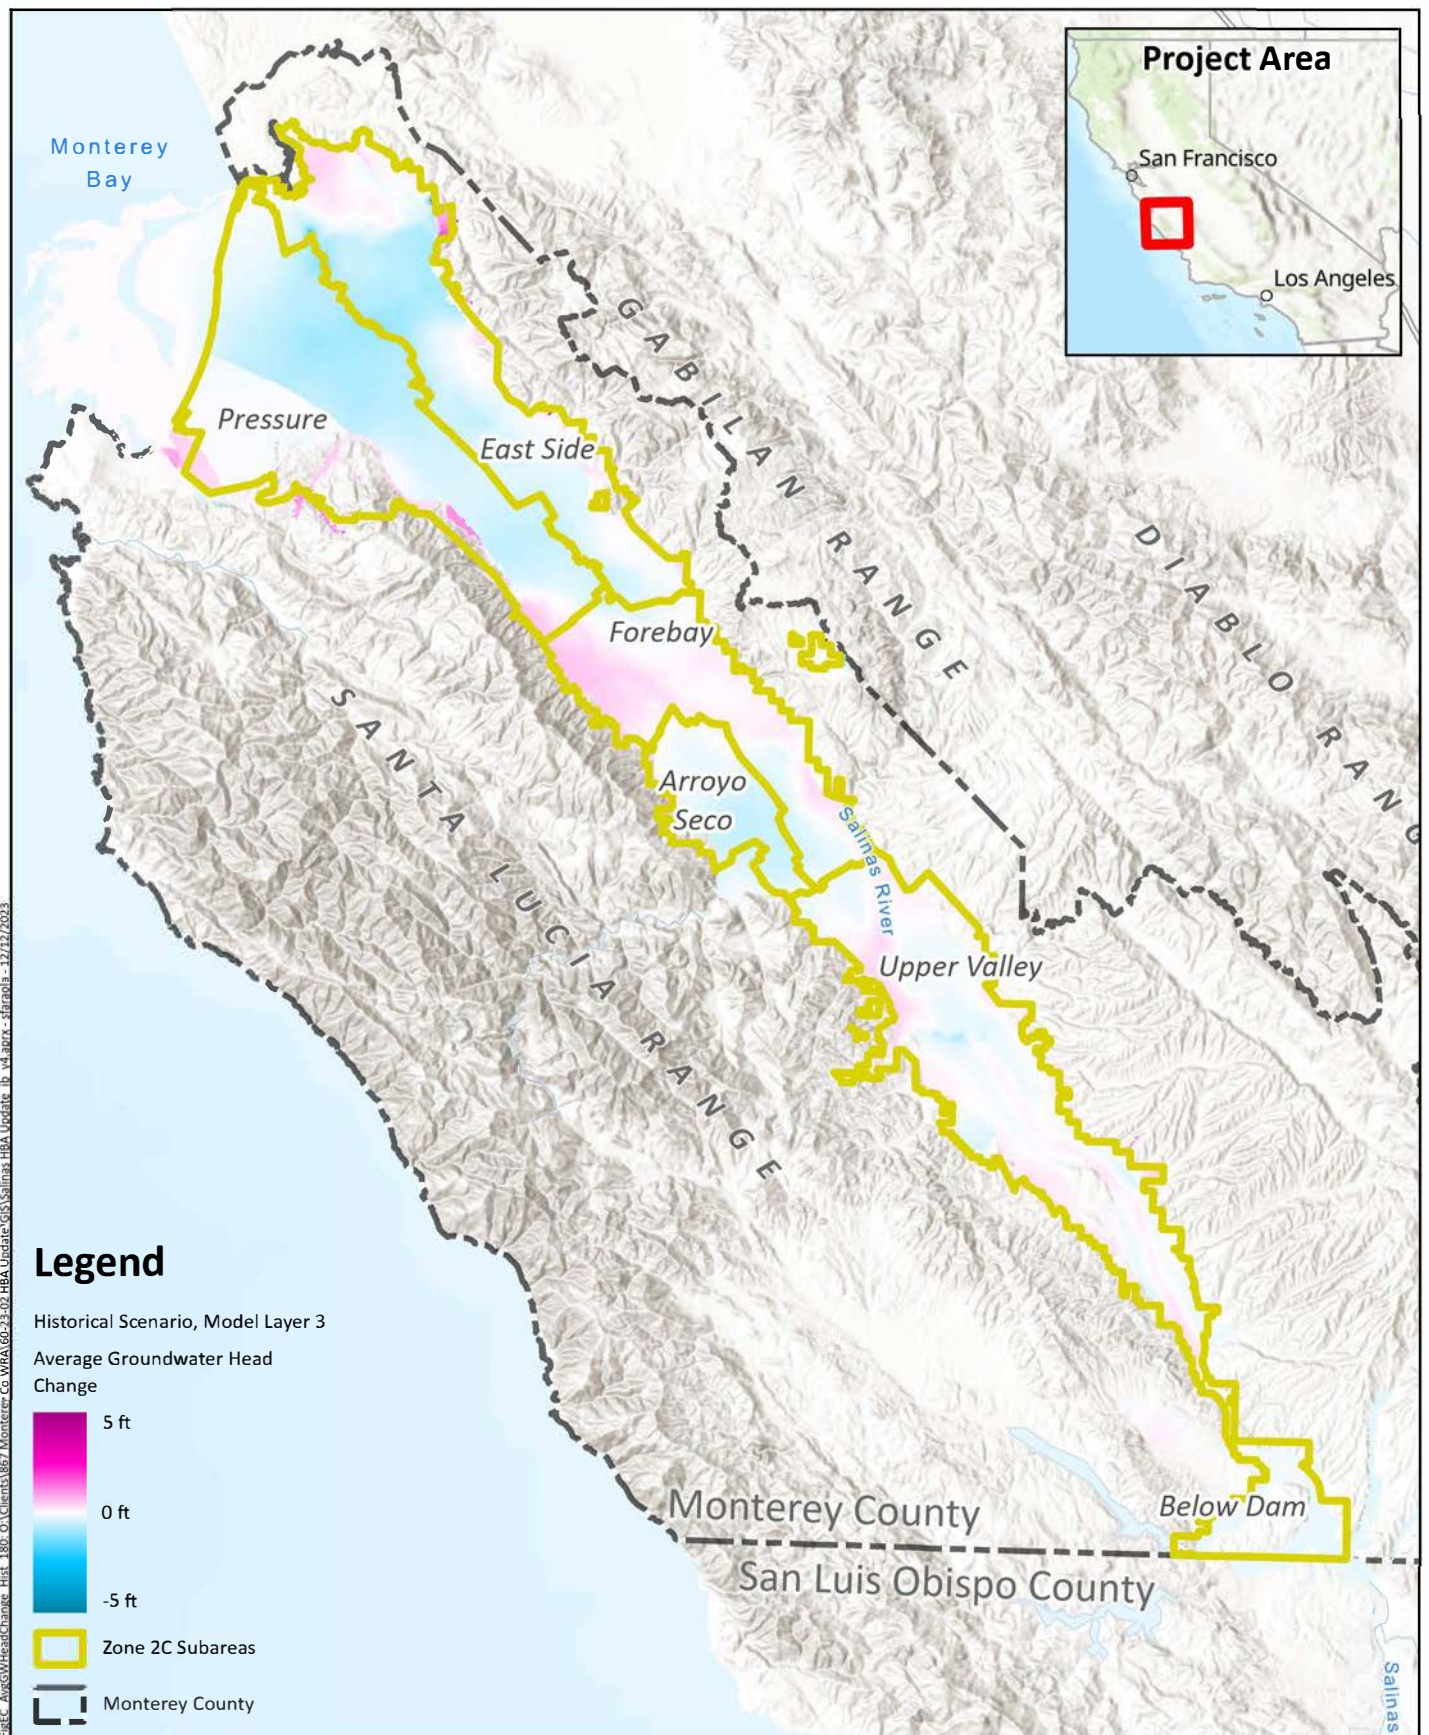 Project Area
San Francisco
Los Angeles
Monterey
Bay
GABILAN RANGE
DIABLO RANG
Pressure
East Side
Forebay
SANTA LUCIA RANGE
Arroyo
Seco
Salinas River
Upper Valley
Below Dam
Monterey County
San Luis Obispo County
Salinas
Legend
Historical Scenario, Model Layer 3
Average Groundwater Head
Change
5 ft
0 ft
-5 ft
Zone 2C Subareas
Monterey County